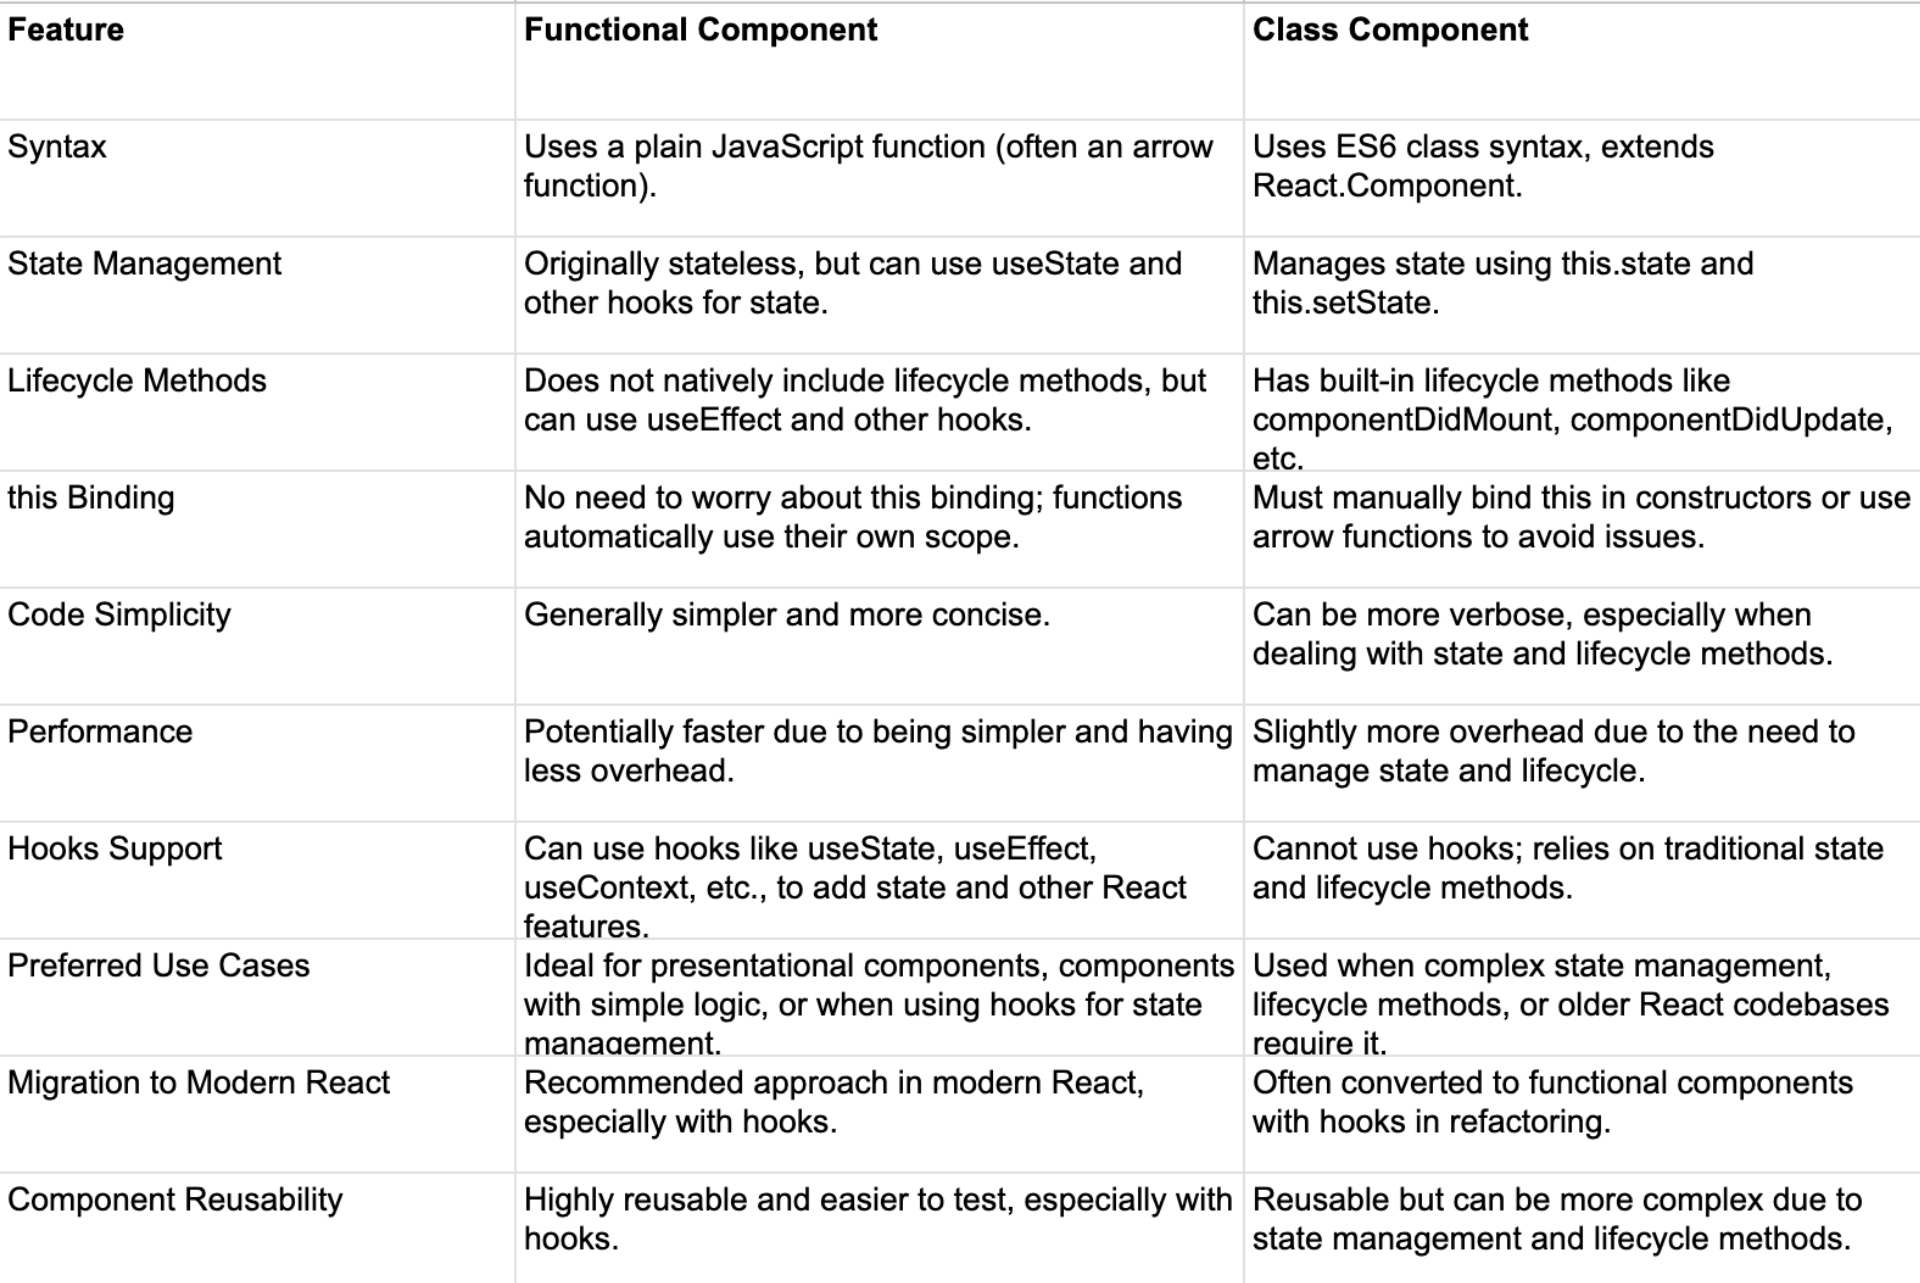 Feature
Functional Component
Class Component
Syntax
Uses a plain JavaScript function (often an arrow
function).
Uses ES6 class syntax, extends
React.Component.
State Management
Originally stateless, but can use useState and
other hooks for state.
Manages state using this.state and
this.setState.
Lifecycle Methods
Does not natively include lifecycle methods, but
can use useEffect and other hooks.
Has built-in lifecycle methods like
componentDidMount, componentDidUpdate,
etc.
this Binding
No need to worry about this binding; functions
automatically use their own scope.
Must manually bind this in constructors or use
arrow functions to avoid issues.
Code Simplicity
Generally simpler and more concise.
Can be more verbose, especially when
dealing with state and lifecycle methods.
Performance
Potentially faster due to being simpler and having
less overhead.
Slightly more overhead due to the need to
manage state and lifecycle.
Hooks Support
Can use hooks like useState, useEffect,
useContext, etc., to add state and other React
features.
Cannot use hooks; relies on traditional state
and lifecycle methods.
Preferred Use Cases
Ideal for presentational components, components
with simple logic, or when using hooks for state
management.
Used when complex state management,
lifecycle methods, or older React codebases
require it.
Migration to Modern React
Recommended approach in modern React,
especially with hooks.
Often converted to functional components
with hooks in refactoring.
Component Reusability
Highly reusable and easier to test, especially with
hooks.
Reusable but can be more complex due to
state management and lifecycle methods.